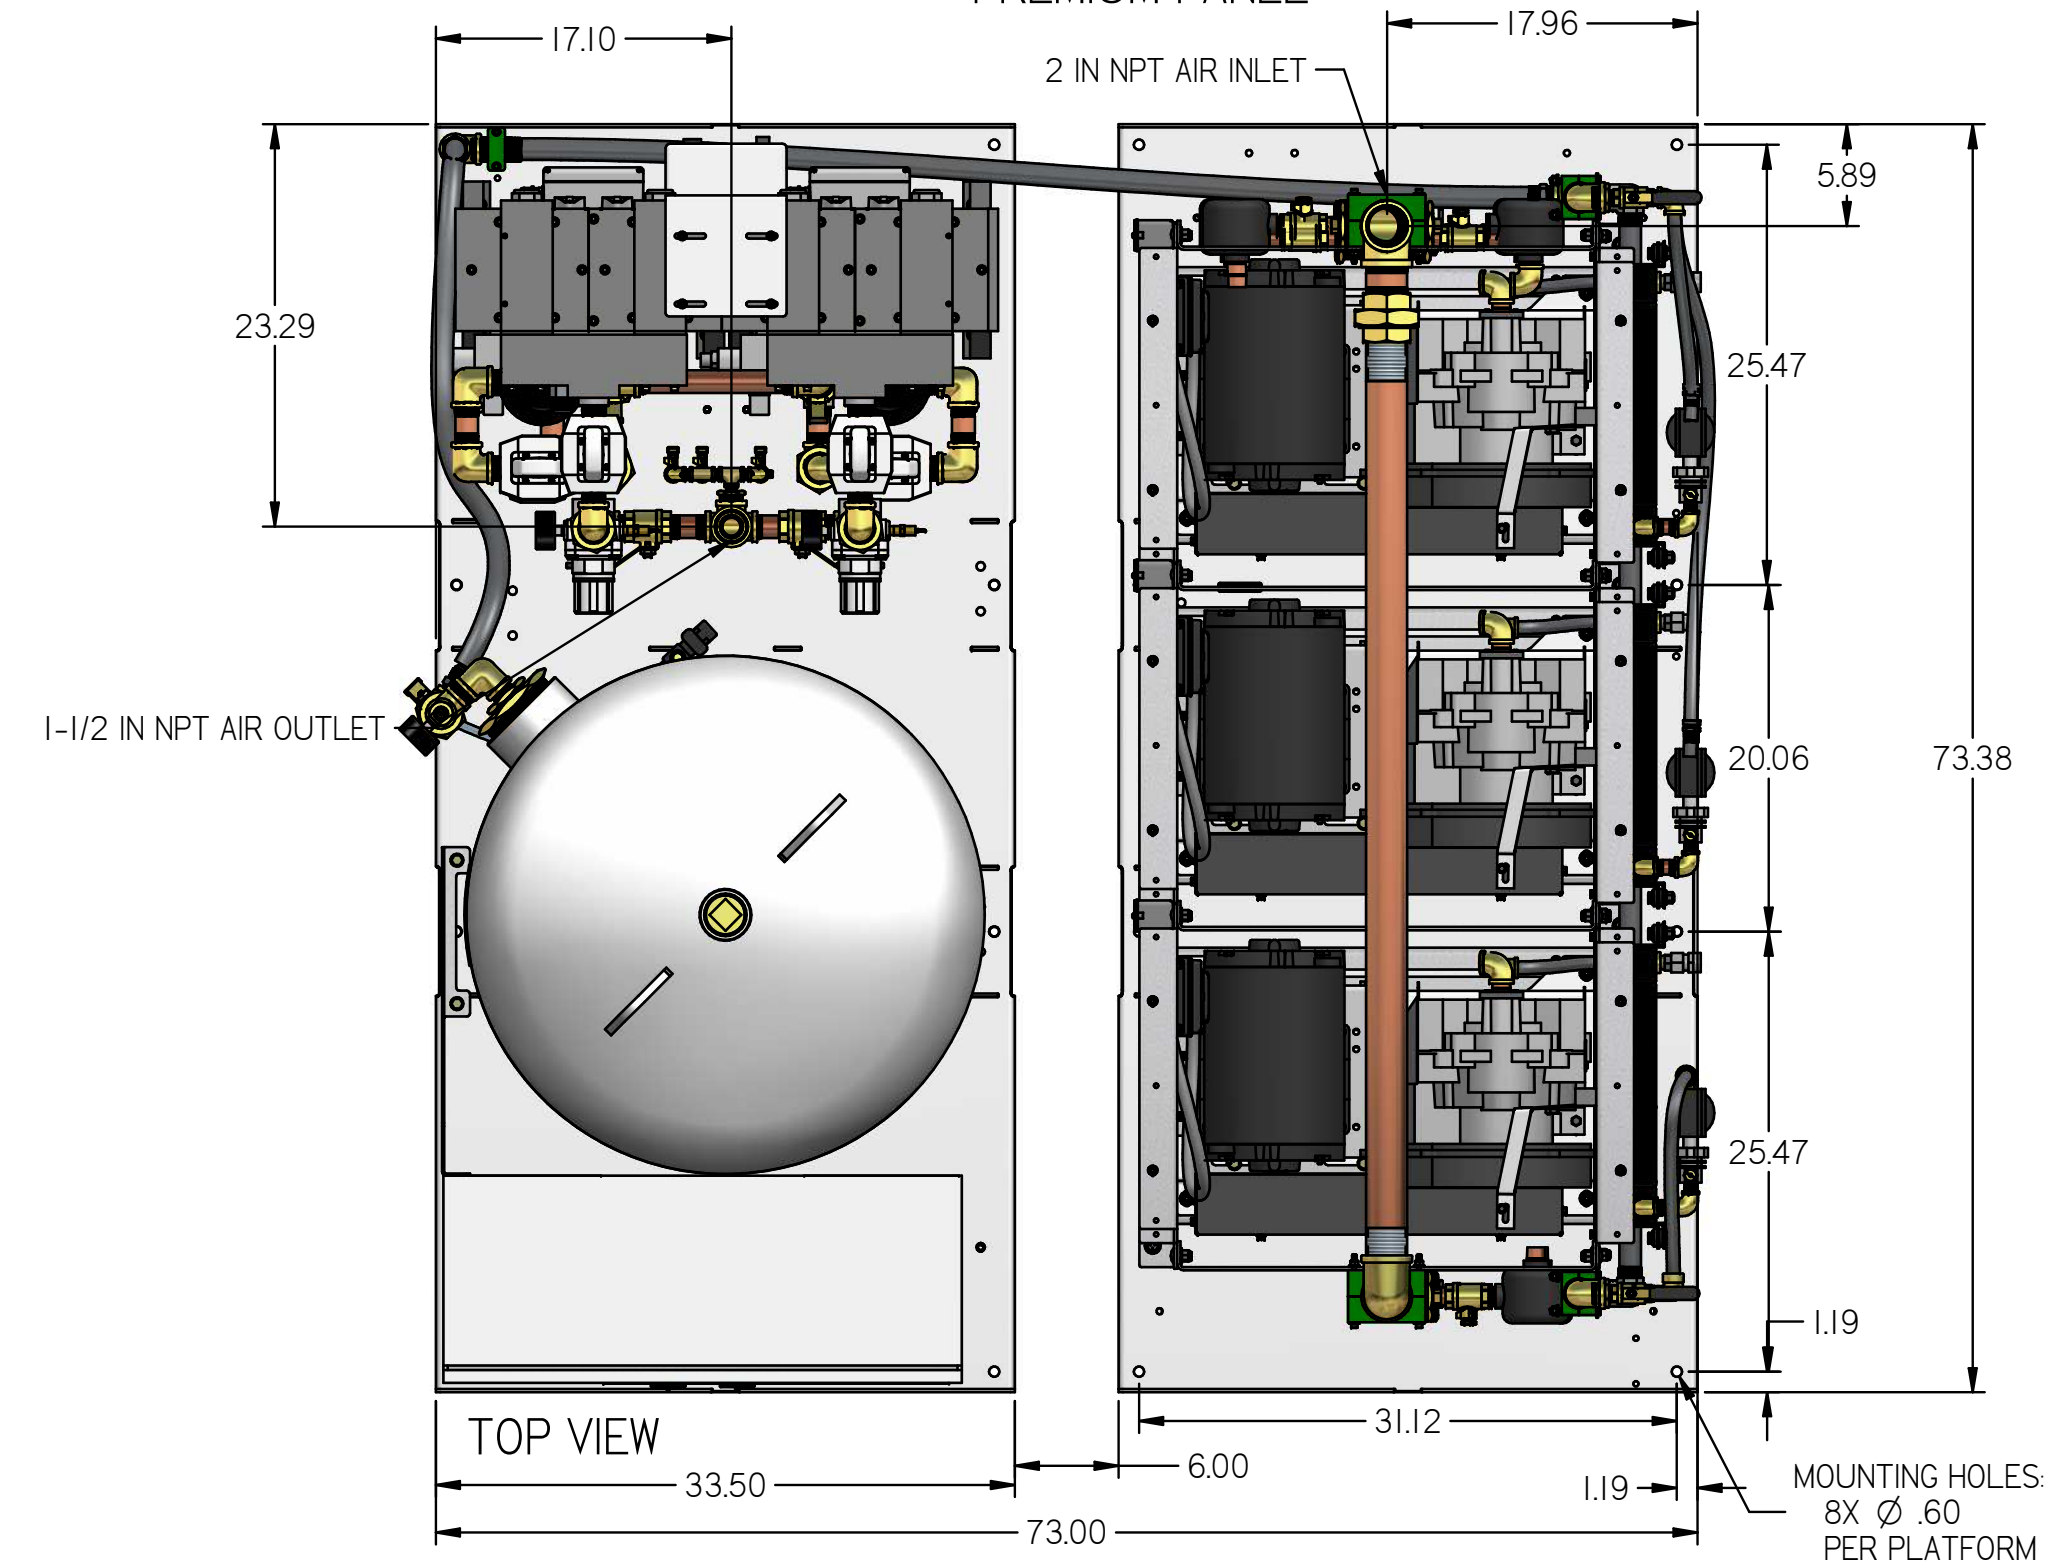 PREMIUM PANEL
17.10
17.96
2 IN NPT AIR INLET
5.89
23.29
25.47
1-1/2 IN NPT AIR OUTLET
20.06
73.38
25.47
1.19
31.12
TOP VIEW
6.00
33.50
1.19
MOUNTING HOLES:
8X Ø .60
PER PLATFORM
73.00